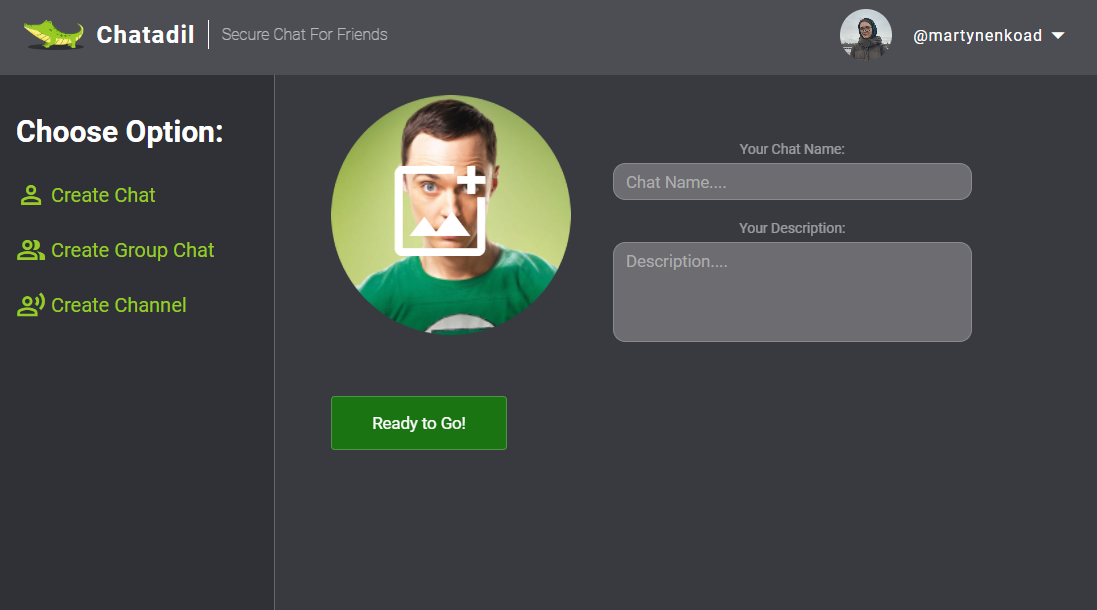 Chatadil
Secure Chat For Friends
@martynenkoad
Choose Option:
Create Chat
Create Group Chat
Create Channel
Your Chat Name:
Chat Name....
Your Description:
Description....
Ready to Go!